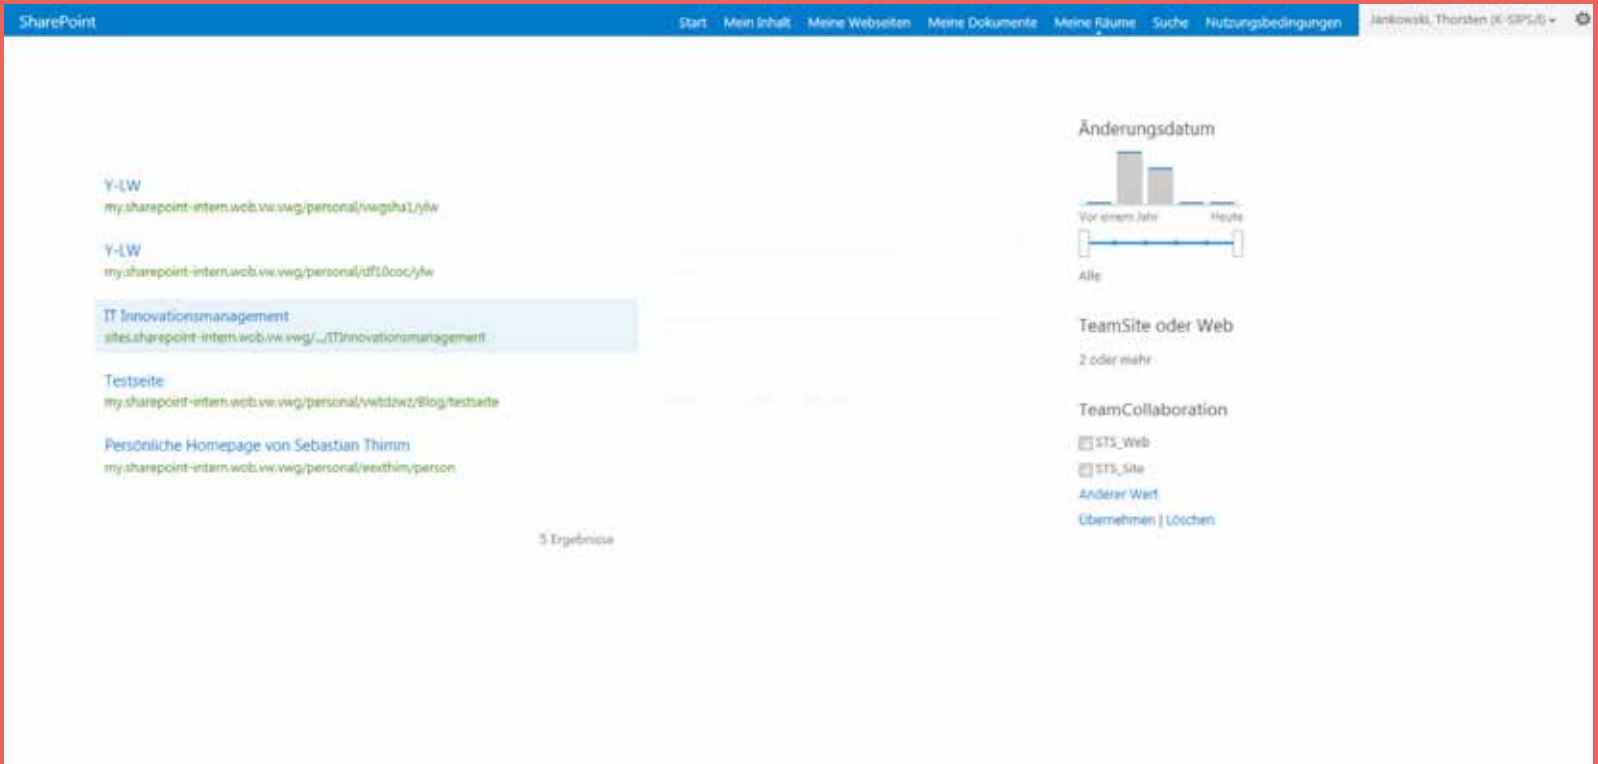 SharePoint
Start Mein Inhalt Meine Webseiten Meine Dokumente Meine Räume Suche Nutzungsbedingungen Jankowski, Thorsten
Y-LW
my.sharepoint-intern.wob.vw.vwg/personal/vwgsha1/ylw
Y-LW
my.sharepoint-intern.wob.vw.vwg/personal/df10coc/ylw
IT Innovationsmanagement
sites.sharepoint-intern.wob.vw.vwg/.../ITInnovationsmanagement
Testseite
my.sharepoint-intern.wob.vw.vwg/personal/vwtdzwz/Blog/testseite
Persönliche Homepage von Sebastian Thimm
my.sharepoint-intern.wob.vw.vwg/personal/eexthim/person
5 Ergebnisse
Änderungsdatum
Vor einem Jahr Heute
Alle
TeamSite oder Web
2 oder mehr
TeamCollaboration
STS_Web
STS_Site
Anderer Wert
Übernehmen | Löschen